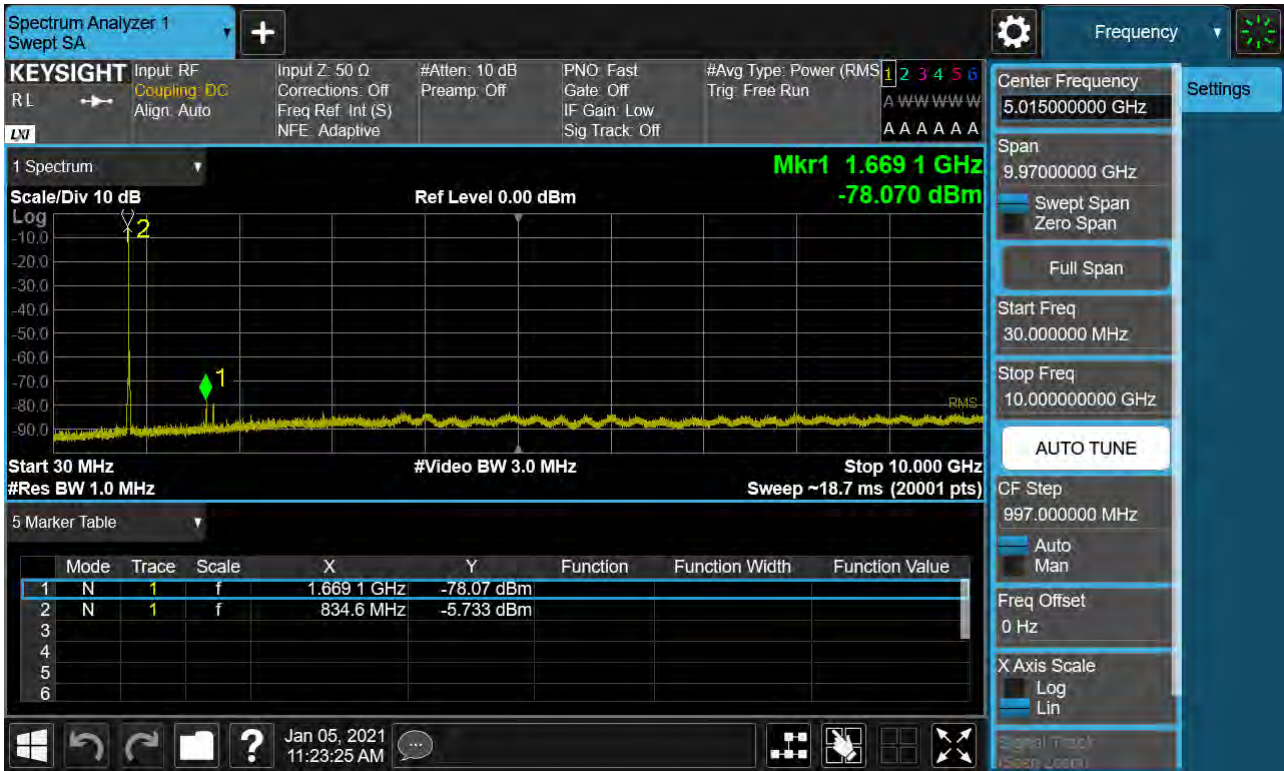 Spectrum Analyzer 1
Swept SA
+
Frequency
KEYSIGHT
RL
LXI
Input: RF
Coupling: DC
Align: Auto
Input Z: 50 Ω
Corrections: Off
Freq Ref: Int (S)
NFE: Adaptive
#Atten: 10 dB
Preamp: Off
PNO: Fast
Gate: Off
IF Gain: Low
Sig Track: Off
#Avg Type: Power (RMS
Trig: Free Run
1 2 3 4 5 6
A W W W W W
A A A A A A
1 Spectrum
Mkr1 1.669 1 GHz
Scale/Div 10 dB
Ref Level 0.00 dBm
-78.070 dBm
Log
2
-10.0
-20.0
-30.0
-40.0
-50.0
-60.0
-70.0
1
-80.0
RMS
-90.0
Start 30 MHz
#Video BW 3.0 MHz
Stop 10.000 GHz
#Res BW 1.0 MHz
Sweep ~18.7 ms (20001 pts)
5 Marker Table
Mode Trace Scale X Y Function Function Width Function Value
1 N 1 f 1.669 1 GHz -78.07 dBm
2 N 1 f 834.6 MHz -5.733 dBm
3
4
5
6
?
Jan 05, 2021
11:23:25 AM
Center Frequency
5.015000000 GHz
Span
9.97000000 GHz
Swept Span
Zero Span
Full Span
Start Freq
30.000000 MHz
Stop Freq
10.000000000 GHz
AUTO TUNE
CF Step
997.000000 MHz
Auto
Man
Freq Offset
0 Hz
X Axis Scale
Log
Lin
Signal Track
(Span Zoom)
Settings